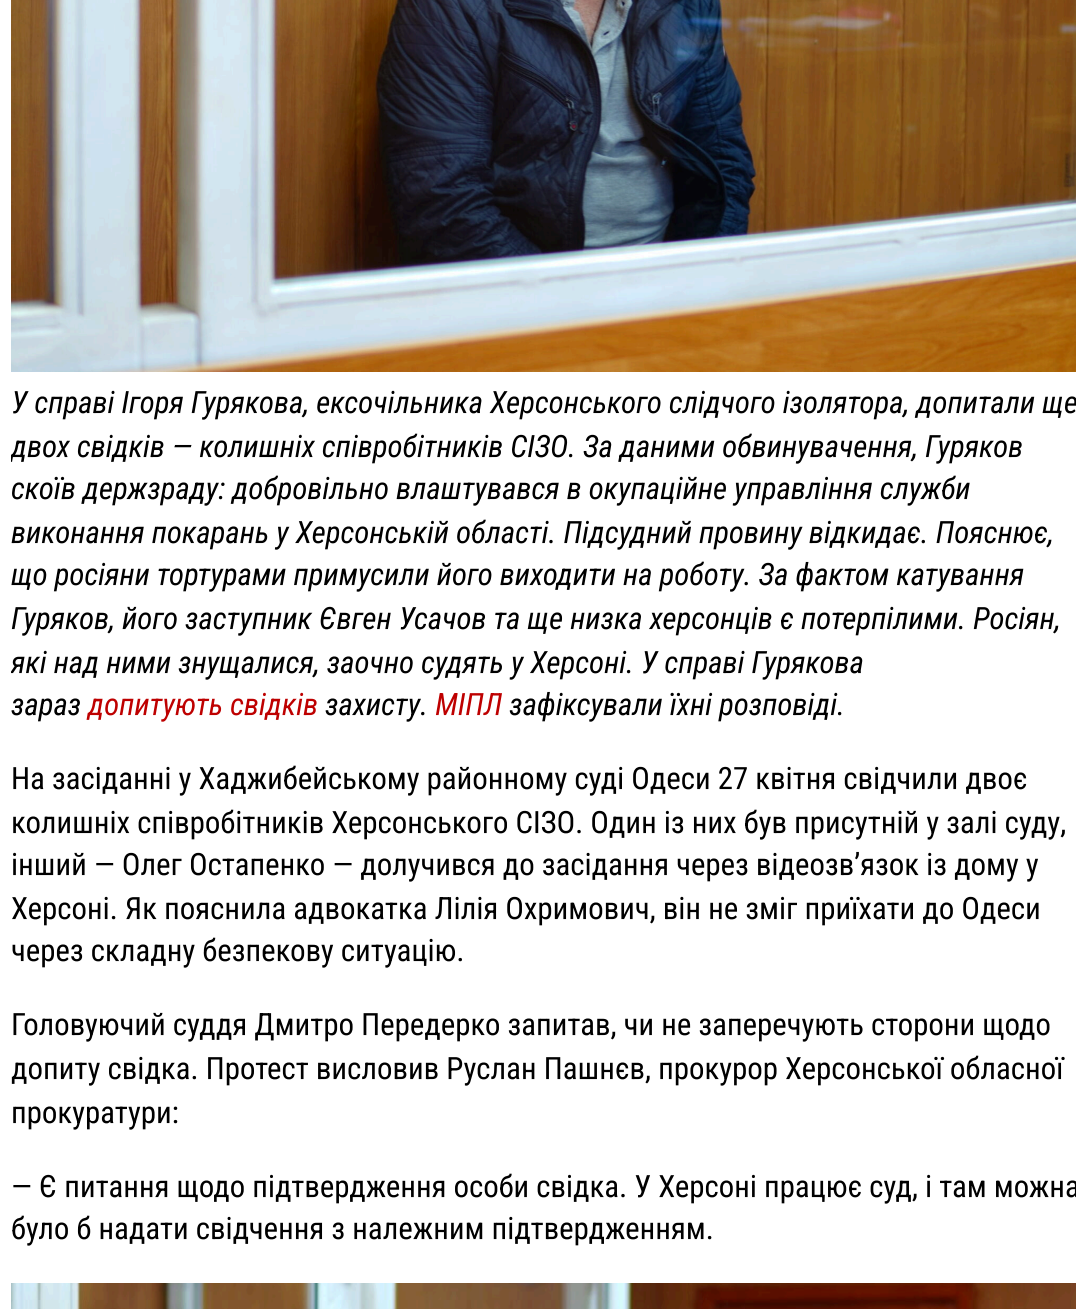 У справі Ігоря Гурякова, ексочільника Херсонського слідчого ізолятора, допитали ще
двох свідків — колишніх співробітників СІЗО. За даними обвинувачення, Гуряков
скоїв держзраду: добровільно влаштувався в окупаційне управління служби
виконання покарань у Херсонській області. Підсудний провину відкидає. Пояснює,
що росіяни тортурами примусили його виходити на роботу. За фактом катування
Гуряков, його заступник Євген Усачов та ще низка херсонців є потерпілими. Росіян,
які над ними знущалися, заочно судять у Херсоні. У справі Гурякова
зараз допитують свідків захисту. МІПЛ зафіксували їхні розповіді.
На засіданні у Хаджибейському районному суді Одеси 27 квітня свідчили двоє
колишніх співробітників Херсонського СІЗО. Один із них був присутній у залі суду,
інший — Олег Остапенко — долучився до засідання через відеозв’язок із дому у
Херсоні. Як пояснила адвокатка Лілія Охримович, він не зміг приїхати до Одеси
через складну безпекову ситуацію.
Головуючий суддя Дмитро Передерко запитав, чи не заперечують сторони щодо
допиту свідка. Протест висловив Руслан Пашнєв, прокурор Херсонської обласної
прокуратури:
— Є питання щодо підтвердження особи свідка. У Херсоні працює суд, і там можна
було б надати свідчення з належним підтвердженням.